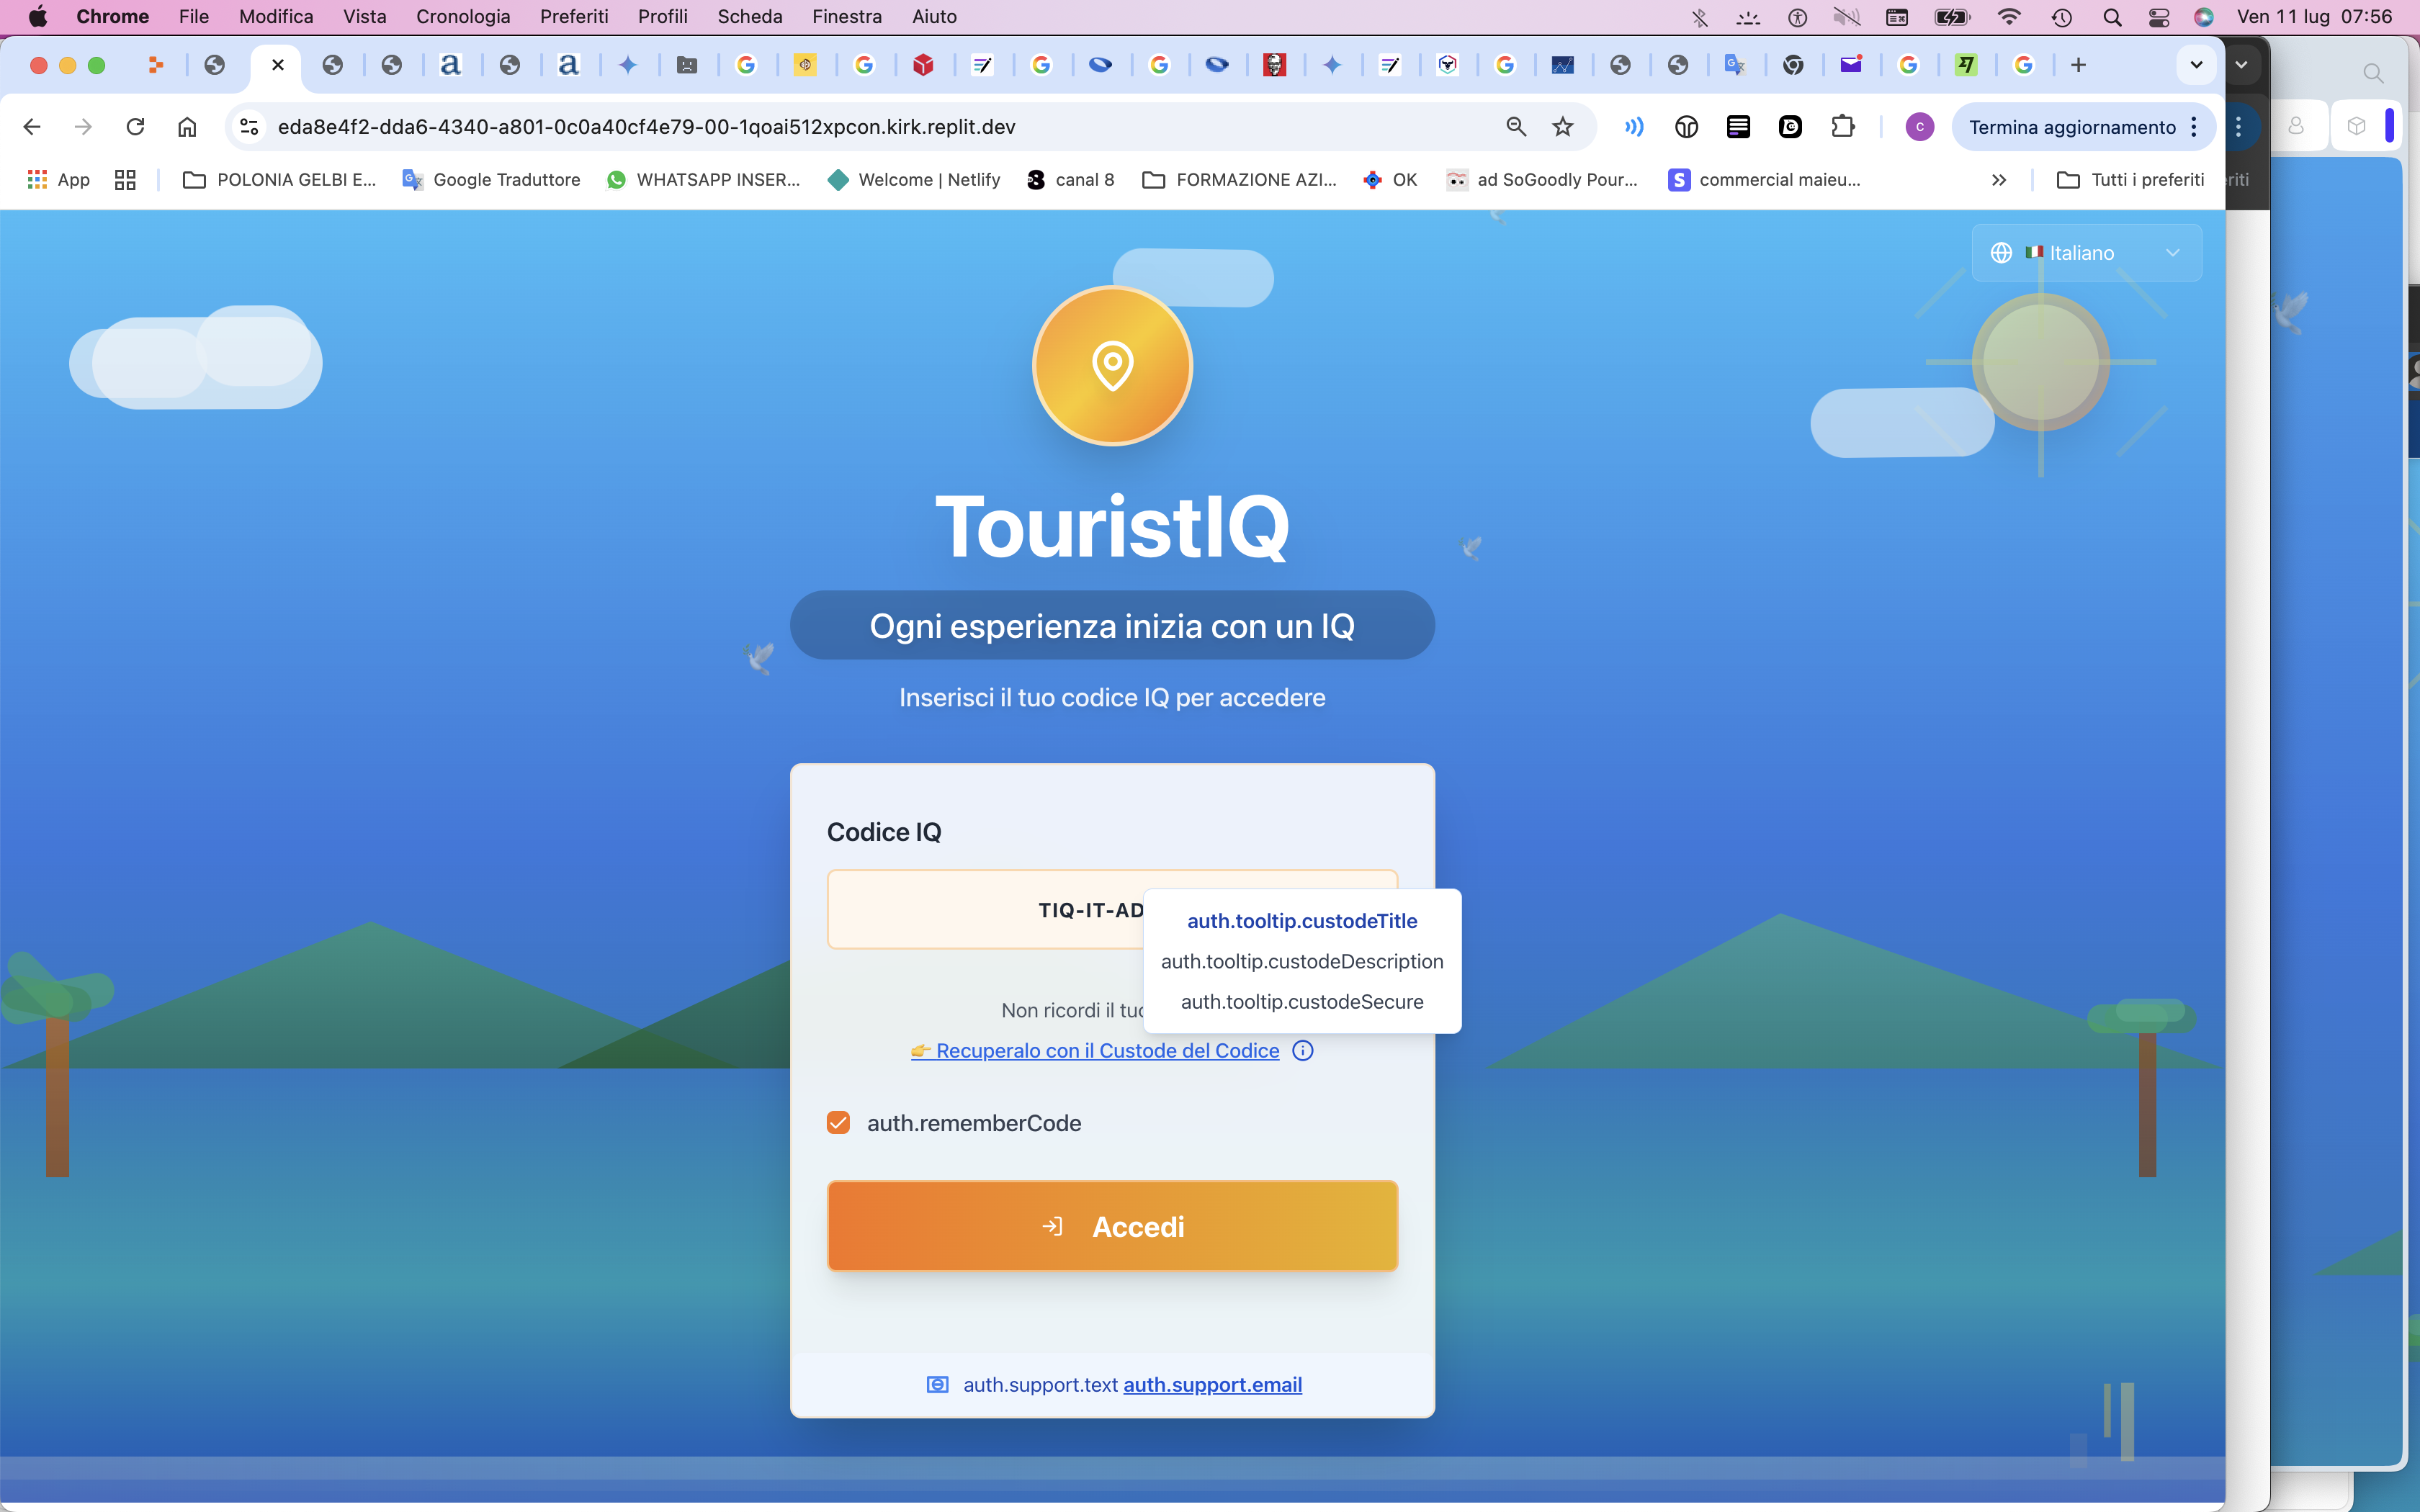 Chrome File Modifica Vista Cronologia Preferiti Profili Scheda Finestra Aiuto Ven 11 lug 07:56
eda8e4f2-dda6-4340-a801-0c0a40cf4e79-00-1qoai512xpcon.kirk.replit.dev C Termina aggiornamento
App POLONIA GELBI E... Google Traduttore WHATSAPP INSER... Welcome | Netlify canal 8 FORMAZIONE AZI... OK ad SoGoodly Pour... commercial maieu... Tutti i preferiti riti
Italiano
TouristIQ
Ogni esperienza inizia con un IQ
Inserisci il tuo codice IQ per accedere
Codice IQ
TIQ-IT-AD
auth.tooltip.custodeTitle
auth.tooltip.custodeDescription
auth.tooltip.custodeSecure
Non ricordi il tuo
👉 Recuperalo con il Custode del Codice
auth.rememberCode
Accedi
auth.support.text auth.support.email